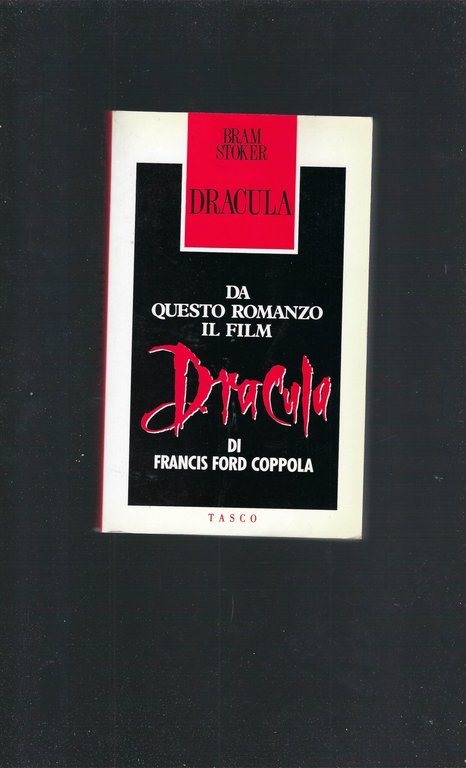 BRAM
STOKER
DRACULA
DA
QUESTO ROMANZO
IL FILM
Dracula
DI
FRANCIS FORD COPPOLA
TASCO